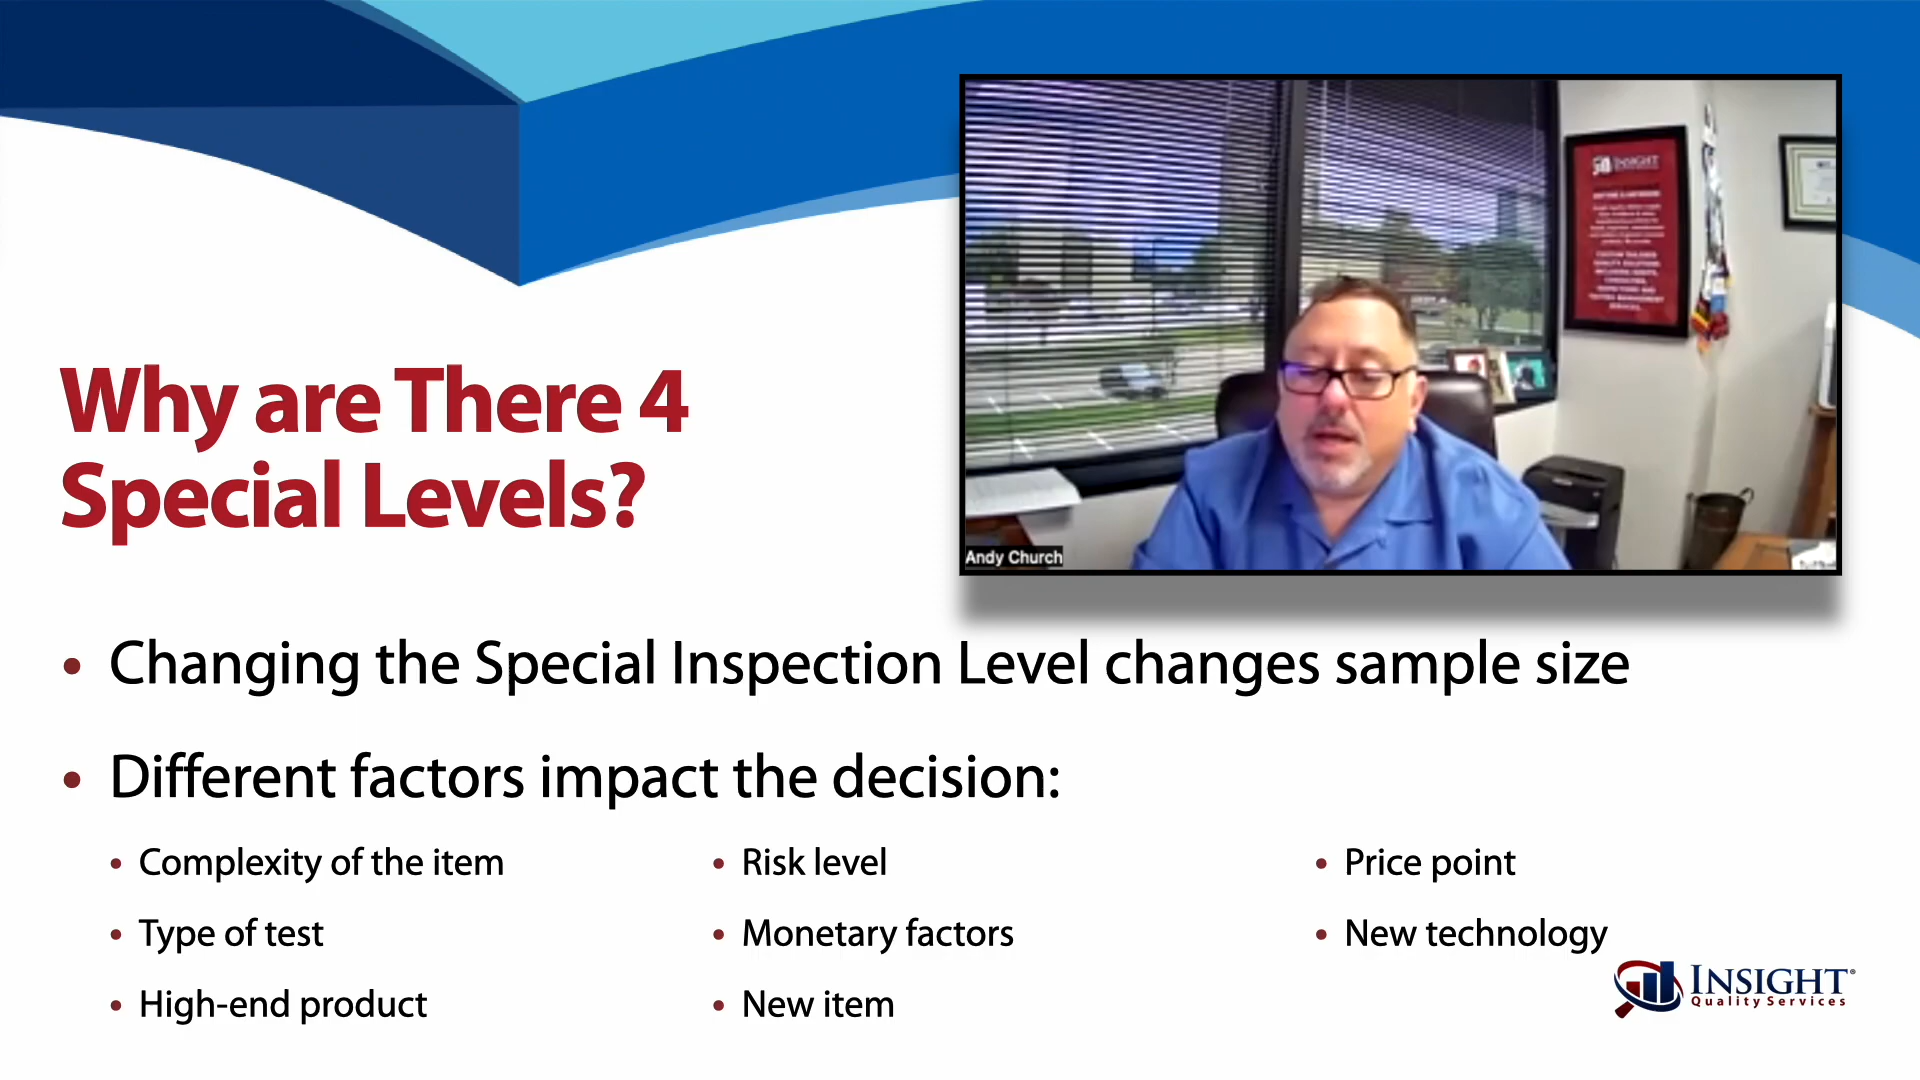 Why are There 4
Special Levels?
INSIGHT
Andy Church
• Changing the Special Inspection Level changes sample size
• Different factors impact the decision:
• Complexity of the item
• Type of test
• High-end product
• Risk level
• Monetary factors
• New item
• Price point
• New technology
INSIGHT®
Quality Services